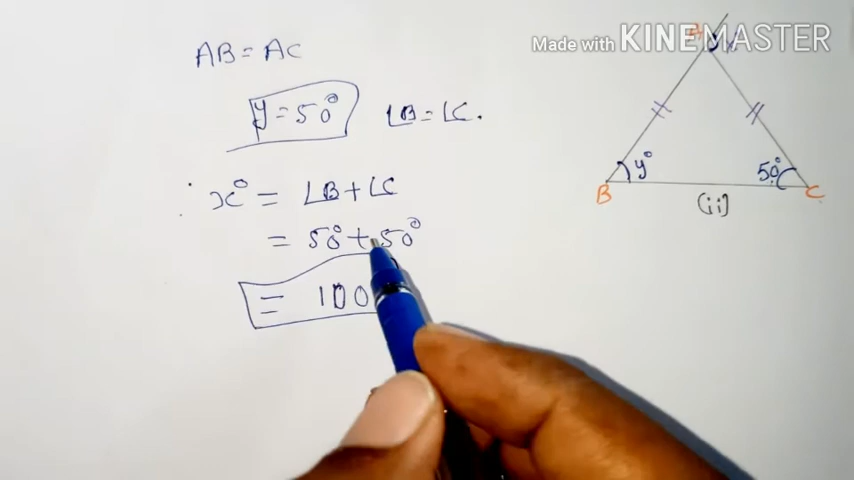 AB = AC
y = 50° ∠B = ∠C.
x° = ∠B + ∠C
= 50° + 50°
= 100
Made with KINEMASTER
y°
50°
B
C
(ii)